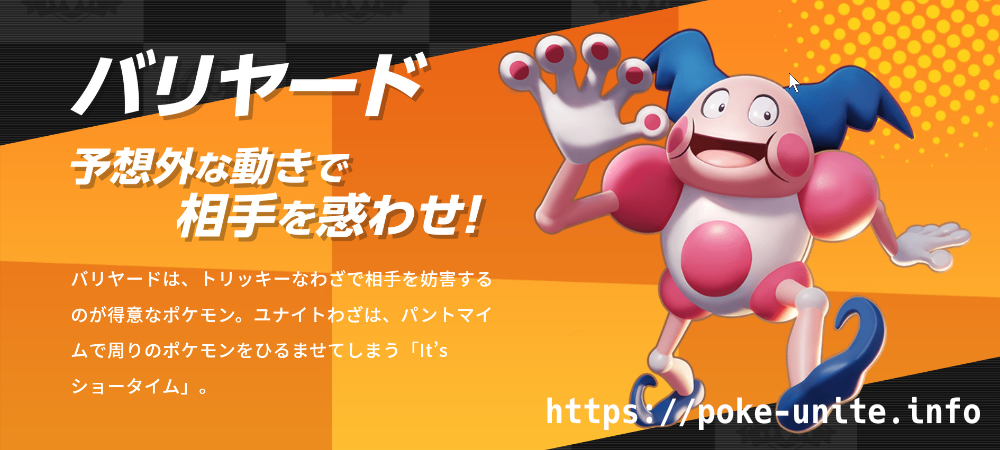 バリヤード
予想外な動きで
相手を惑わせ!
バリヤードは、トリッキーなわざで相手を妨害する
のが得意なポケモン。ユナイトわざは、パントマイ
ムで周りのポケモンをひるませてしまう「It's
ショータイム」。
https://poke-unite.info